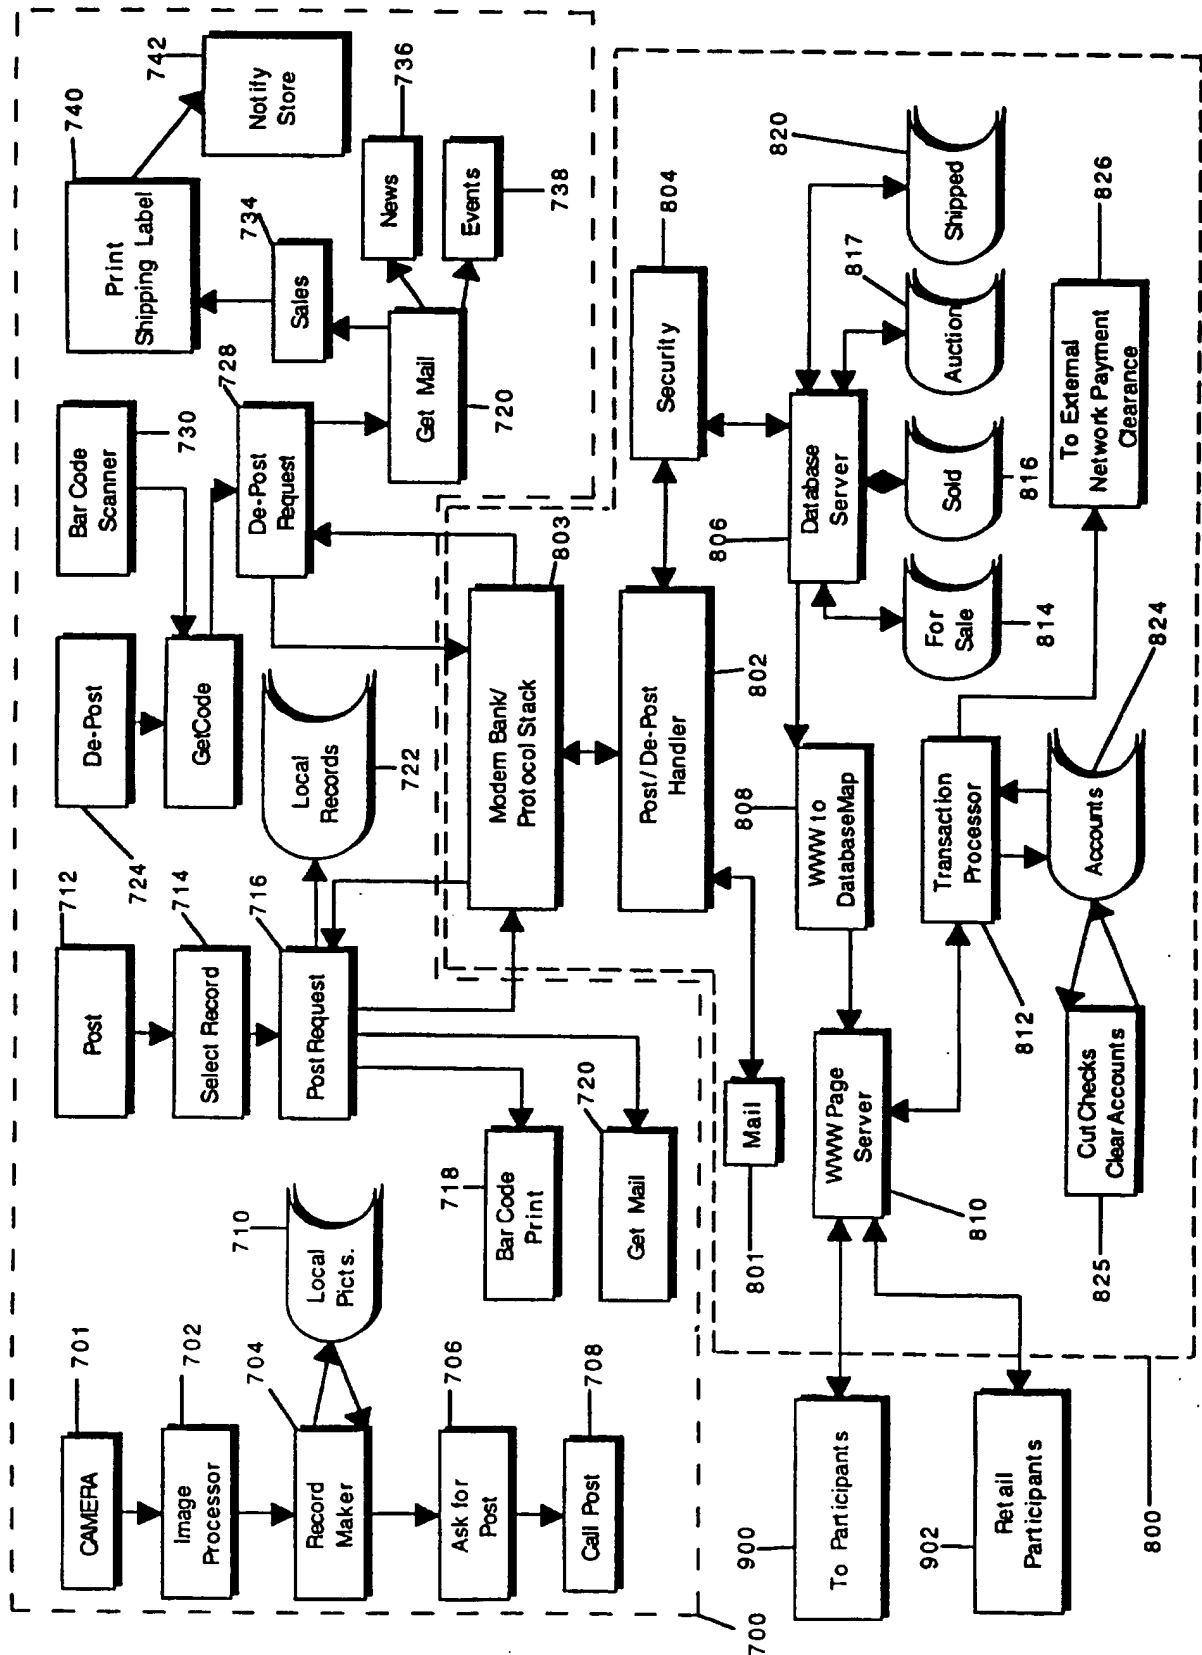 CAMERA
701
Image
Processor
702
Record
Maker
704
Local
Picts.
710
Ask for
Post
706
Call Post
708
700
Post
712
Select Record
714
Post Request
716
Bar Code
Print
718
Get Mail
720
Local
Records
722
De-Post
724
GetCode
Bar Code
Scanner
730
De-Post
Request
728
Get Mail
720
Sales
734
News
736
Events
738
Print
Shipping Label
740
Notify
Store
742
Modem Bank/
Protocol Stack
803
Post/De-Post
Handler
802
Security
804
Mail
801
Database
Server
806
WWW to
DatabaseMap
808
WWW Page
Server
810
For
Sale
814
Sold
816
Auction
817
Shipped
820
Transaction
Processor
812
Accounts
824
Cut Checks
Clear Accounts
825
To External
Network Payment
Clearance
826
To Participants
900
Retail
Participants
902
800